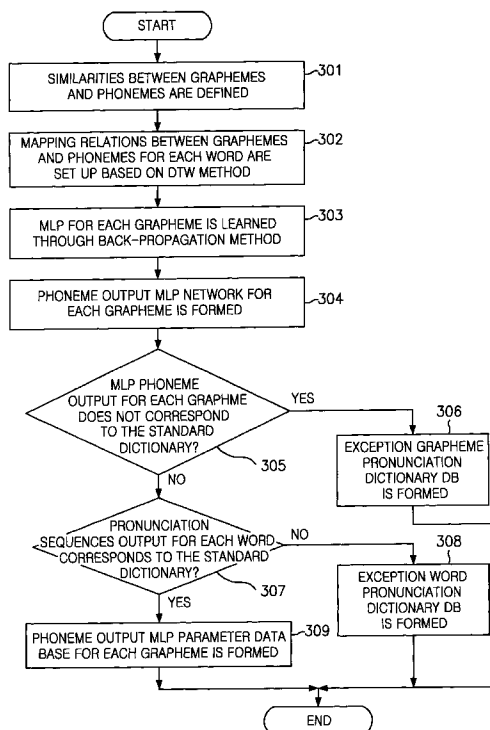 START
SIMILARITIES BETWEEN GRAPHEMES
AND PHONEMES ARE DEFINED
301
MAPPING RELATIONS BETWEEN GRAPHEMES
AND PHONEMES FOR EACH WORD ARE
SET UP BASED ON DTW METHOD
302
MLP FOR EACH GRAPHEME IS LEARNED
THROUGH BACK-PROPAGATION METHOD
303
PHONEME OUTPUT MLP NETWORK FOR
EACH GRAPHEME IS FORMED
304
MLP PHONEME
OUTPUT FOR EACH GRAPHME
DOES NOT CORRESPOND
TO THE STANDARD
DICTIONARY?
305
YES
NO
306
EXCEPTION GRAPHEME
PRONUNCIATION
DICTIONARY DB
IS FORMED
PRONUNCIATION
SEQUENCES OUTPUT FOR EACH WORD
CORRESPONDS TO THE STANDARD
DICTIONARY?
307
NO
YES
308
EXCEPTION WORD
PRONUNCIATION
DICTIONARY DB
IS FORMED
PHONEME OUTPUT MLP PARAMETER DATA
BASE FOR EACH GRAPHEME IS FORMED
309
END